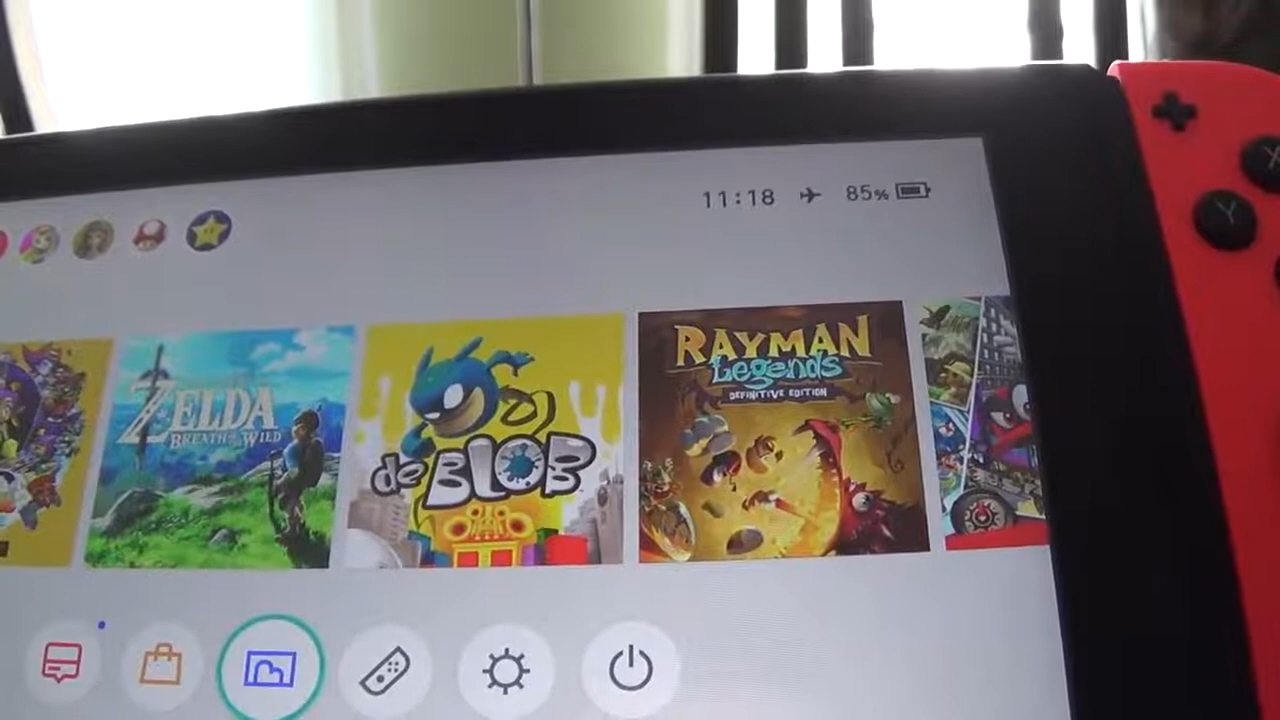 11:18 85%
ZELDA
BREATH OF THE WILD
de BLOB
RAYMAN
Legends
DEFINITIVE EDITION
X
Y